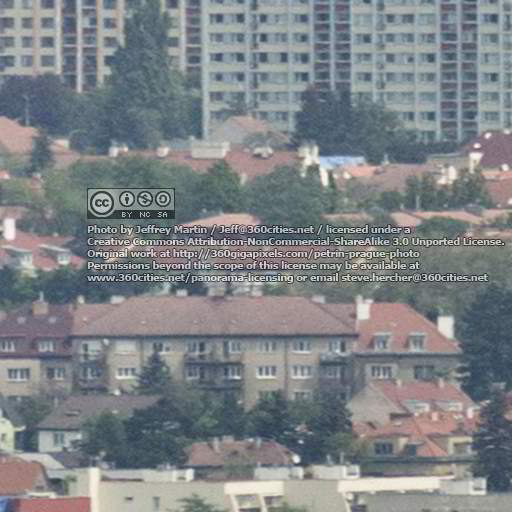 cc
BY NC SA
Photo by Jeffrey Martin / Jeff@360cities.net / licensed under a
Creative Commons Attribution-NonCommercial-ShareAlike 3.0 Unported License.
Original work at http://360gigapixels.com/petrin-prague-photo
Permissions beyond the scope of this license may be available at
www.360cities.net/panorama-licensing or email steve.hercher@360cities.net